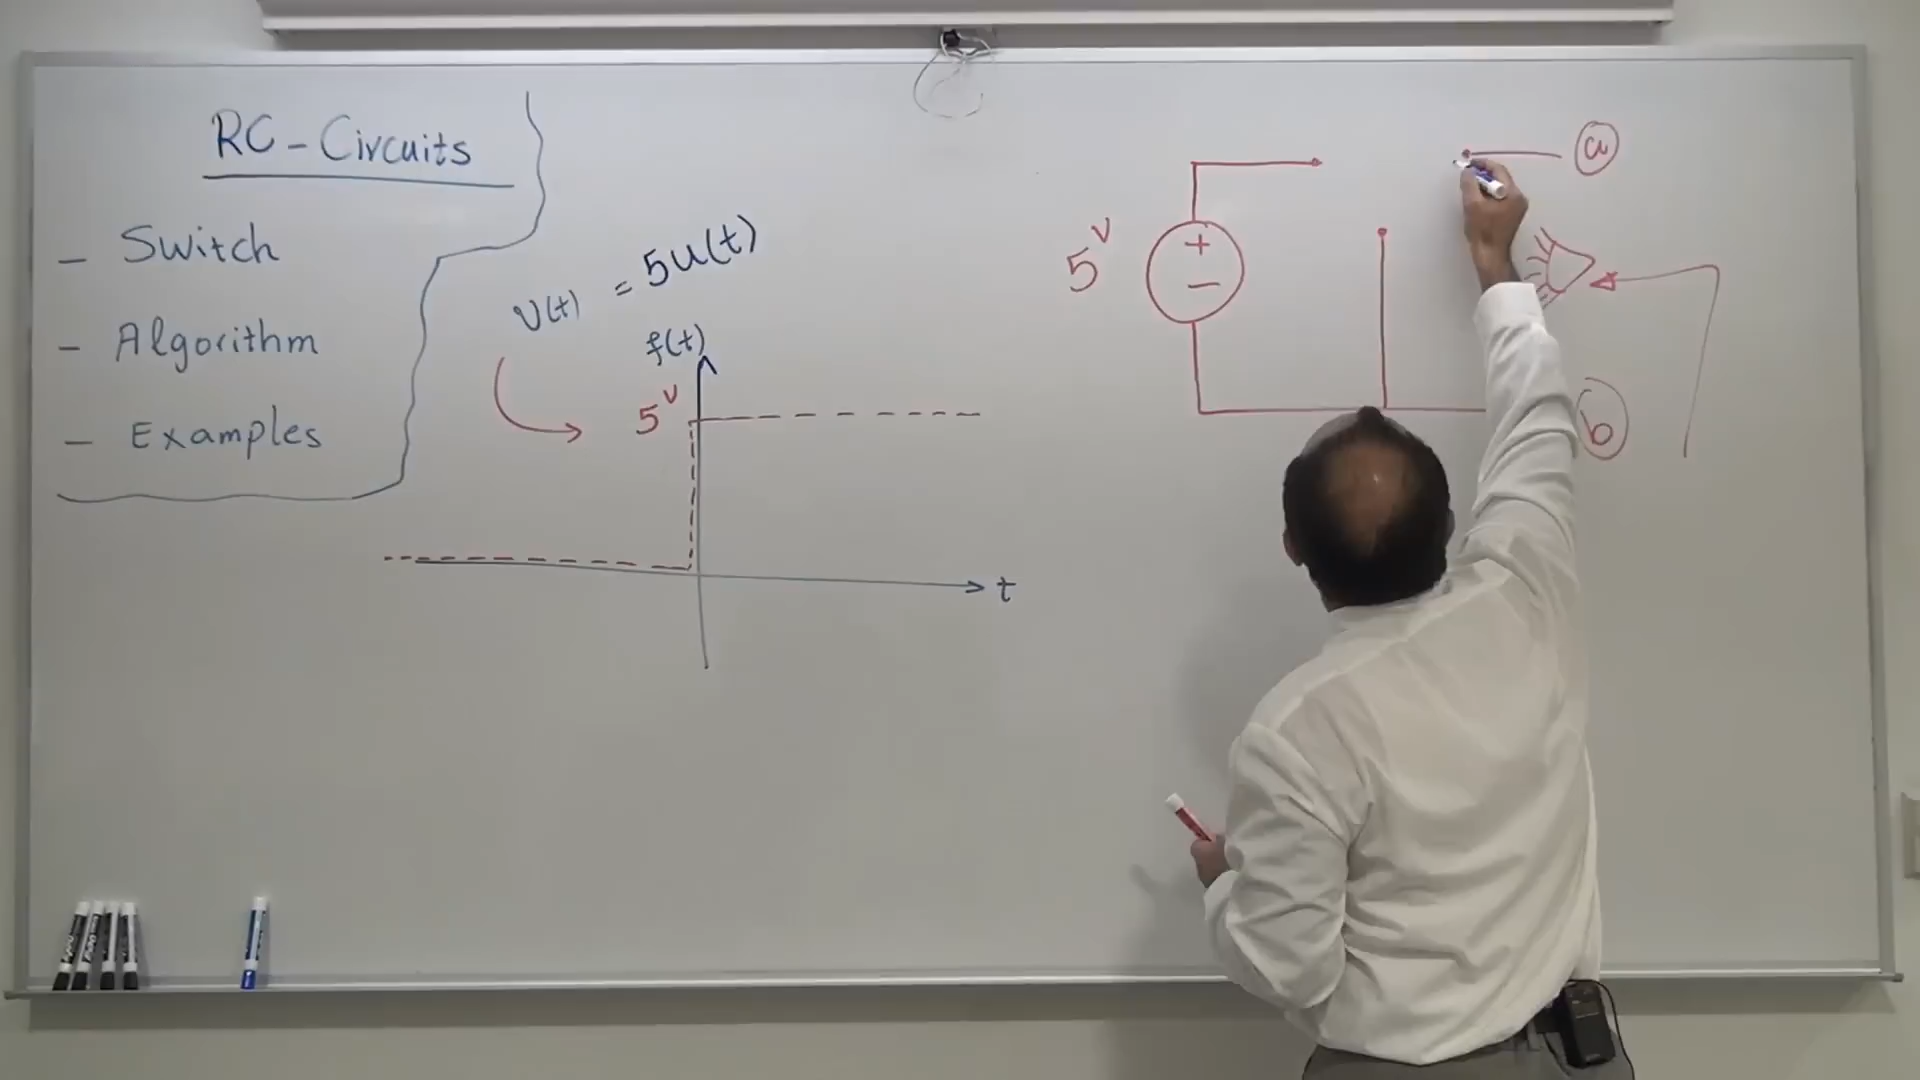 RC - Circuits
- Switch
- Algorithm
- Examples
V(t) = 5u(t)
f(t)
5V
t
5V
+
-
a
b